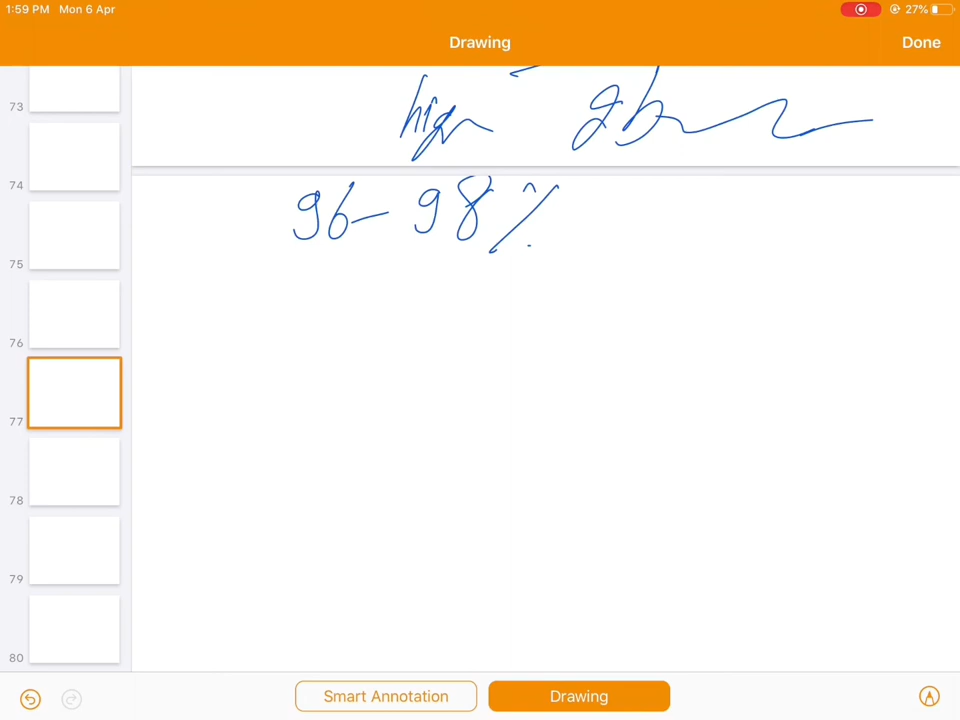 1:59 PM Mon 6 Apr
27%
Drawing
Done
73
74
75
76
77
78
79
80
high
96- 98%
Smart Annotation
Drawing